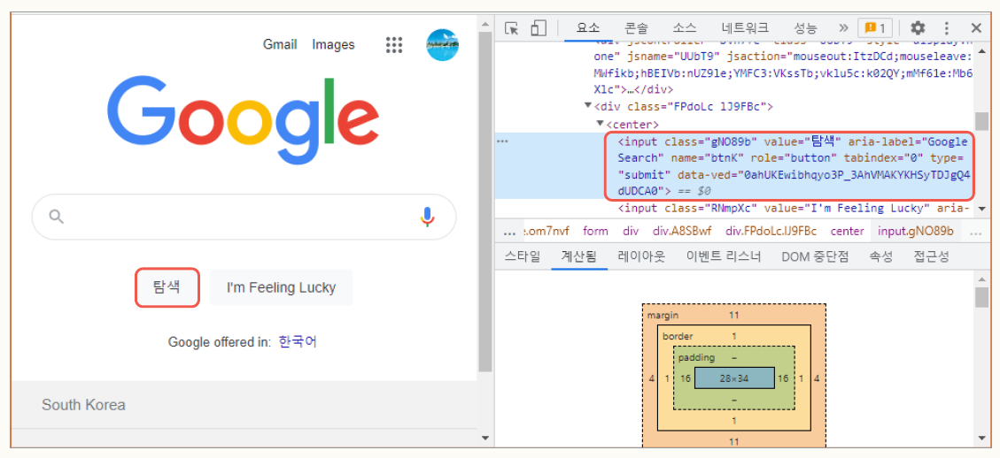 Gmail Images
Google
탐색 I'm Feeling Lucky
Google offered in: 한국어
South Korea
요소 콘솔 소스 네트워크 성능 » 1
one" jsname="UUbT9" jsaction="mouseout:ItzDCd;mouseleave:
MWfikb;hBEIVb:nUZ9le;YMFC3:VKssTb;vklu5c:k02QY;mMf61e:Mb6
Xlc">…</div>
▼<div class="FPdoLc lJ9FBc">
▼<center>
<input class="gNO89b" value="탐색" aria-label="Google
Search" name="btnK" role="button" tabindex="0" type=
"submit" data-ved="0ahUKEwibhqyo3P_3AhVMAKYKHSyTDJgQ4
dUDCA0"> == $0
<input class="RNmpXc" value="I'm Feeling Lucky" aria-
... :.om7nvf form div div.A8SBwf div.FPdoLc.lJ9FBc center input.gNO89b ...
스타일 계산됨 레이아웃 이벤트 리스너 DOM 중단점 속성 접근성
margin 11
border 1
padding –
4 1 16 28×34 16 1 4
–
1
11